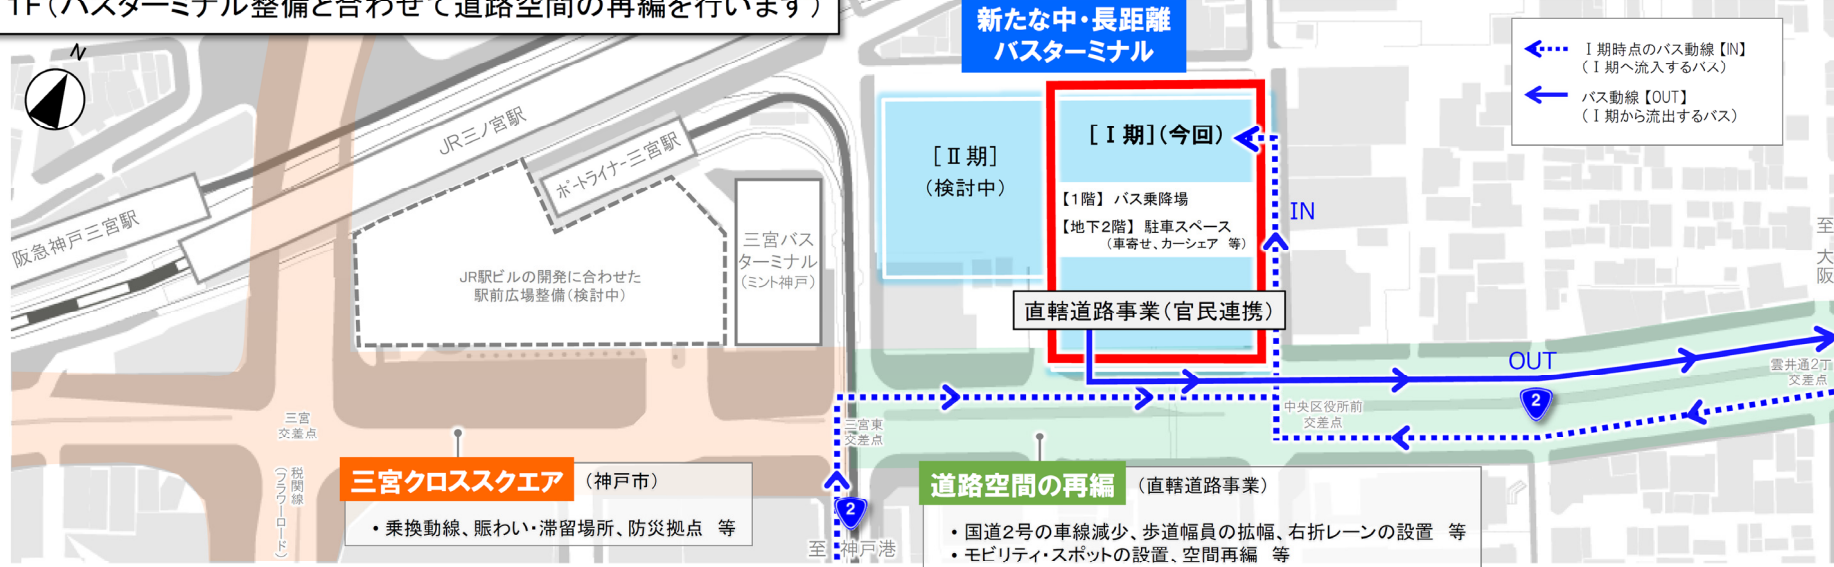 1F(バスターミナル整備と合わせて道路空間の再編を行います)
N
新たな中・長距離
バスターミナル
Ⅰ期時点のバス動線【IN】
(Ⅰ期へ流入するバス)
バス動線【OUT】
(Ⅰ期から流出するバス)
JR三ノ宮駅
ポートライナー三宮駅
阪急神戸三宮駅
[Ⅱ期]
(検討中)
[Ⅰ期](今回)
【1階】バス乗降場
【地下2階】駐車スペース
(車寄せ、カーシェア 等)
IN
三宮バス
ターミナル
(ミント神戸)
JR駅ビルの開発に合わせた
駅前広場整備(検討中)
直轄道路事業(官民連携)
至
大
阪
OUT
雲井通2丁
交差点
2
中央区役所前
交差点
三宮
交差点
三宮東
交差点
税関線
(フラワーロード)
三宮クロススクエア
(神戸市)
・乗換動線、賑わい・滞留場所、防災拠点 等
2
至 神戸港
道路空間の再編
(直轄道路事業)
・国道2号の車線減少、歩道幅員の拡幅、右折レーンの設置 等
・モビリティ・スポットの設置、空間再編 等